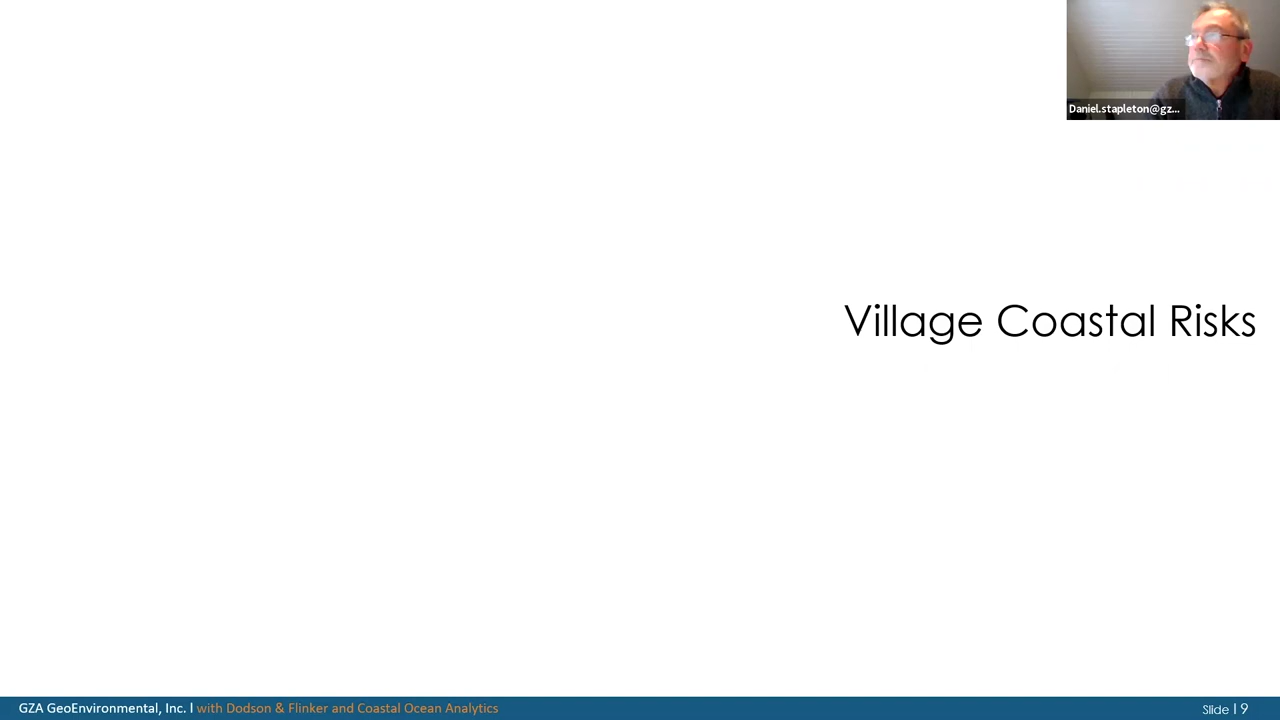 Daniel.stapleton@gz...
Village Coastal Risks
GZA GeoEnvironmental, Inc. l with Dodson & Flinker and Coastal Ocean Analytics
Slide l 9